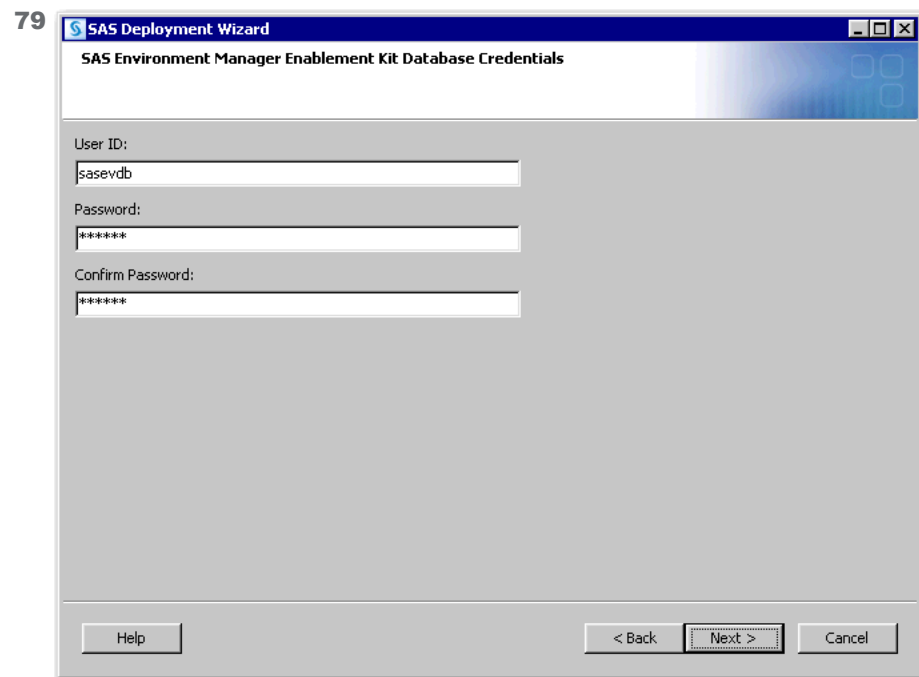 79
SAS Deployment Wizard
SAS Environment Manager Enablement Kit Database Credentials
User ID:
sasevdb
Password:
******
Confirm Password:
******
Help
< Back
Next >
Cancel